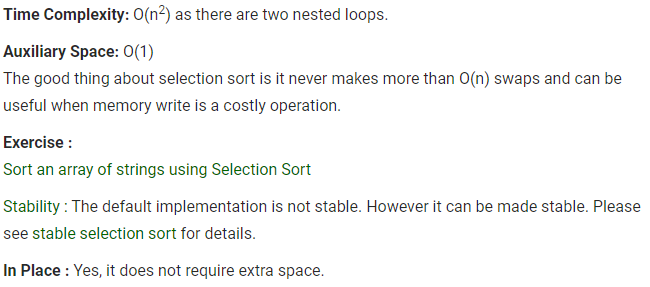 Time Complexity: O(n²) as there are two nested loops.
Auxiliary Space: O(1)
The good thing about selection sort is it never makes more than O(n) swaps and can be
useful when memory write is a costly operation.
Exercise :
Sort an array of strings using Selection Sort
Stability : The default implementation is not stable. However it can be made stable. Please
see stable selection sort for details.
In Place : Yes, it does not require extra space.